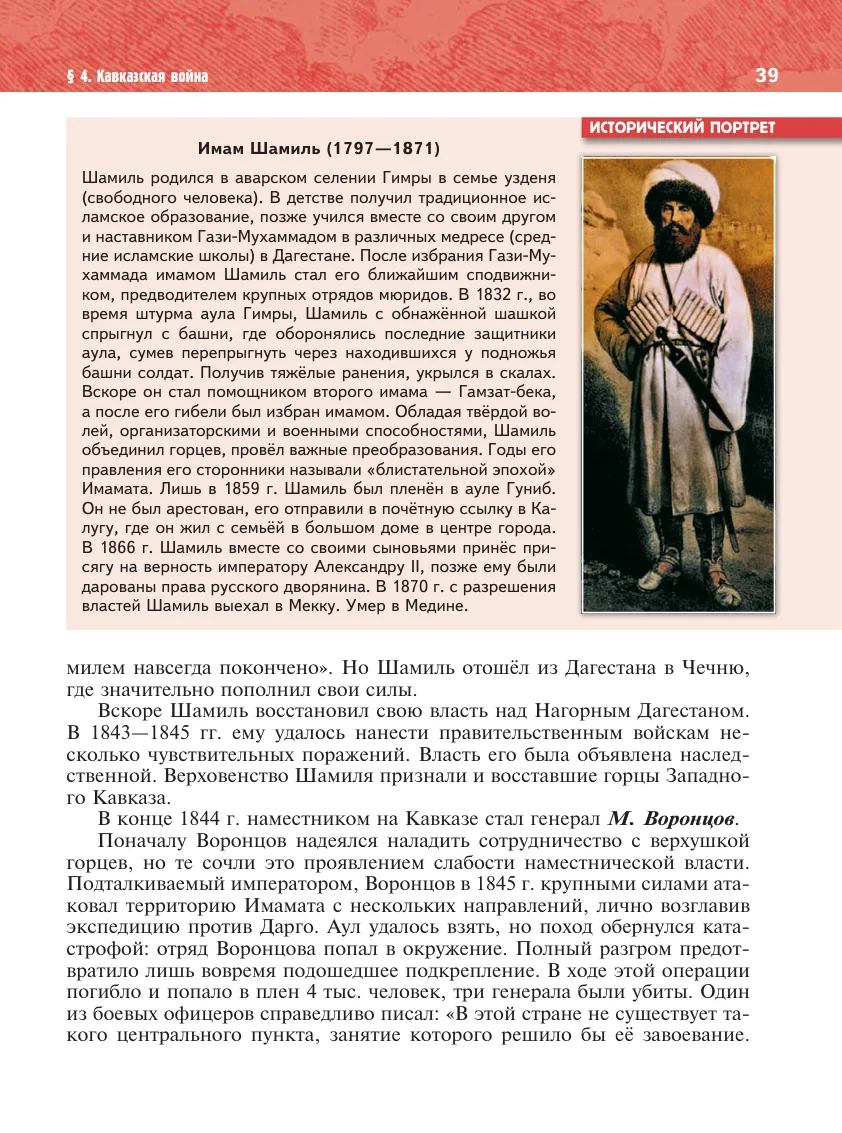 § 4. Кавказская война
39
ИСТОРИЧЕСКИЙ ПОРТРЕТ
Имам Шамиль (1797—1871)
Шамиль родился в аварском селении Гимры в семье узденя
(свободного человека). В детстве получил традиционное ис-
ламское образование, позже учился вместе со своим другом
и наставником Гази-Мухаммадом в различных медресе (сред-
ние исламские школы) в Дагестане. После избрания Гази-Му-
хаммада имамом Шамиль стал его ближайшим сподвижни-
ком, предводителем крупных отрядов мюридов. В 1832 г., во
время штурма аула Гимры, Шамиль с обнажённой шашкой
спрыгнул с башни, где оборонялись последние защитники
аула, сумев перепрыгнуть через находившихся у подножья
башни солдат. Получив тяжёлые ранения, укрылся в скалах.
Вскоре он стал помощником второго имама — Гамзат-бека,
а после его гибели был избран имамом. Обладая твёрдой во-
лей, организаторскими и военными способностями, Шамиль
объединил горцев, провёл важные преобразования. Годы его
правления его сторонники называли «блистательной эпохой»
Имамата. Лишь в 1859 г. Шамиль был пленён в ауле Гуниб.
Он не был арестован, его отправили в почётную ссылку в Ка-
лугу, где он жил с семьёй в большом доме в центре города.
В 1866 г. Шамиль вместе со своими сыновьями принёс при-
сягу на верность императору Александру II, позже ему были
дарованы права русского дворянина. В 1870 г. с разрешения
властей Шамиль выехал в Мекку. Умер в Медине.
милем навсегда покончено». Но Шамиль отошёл из Дагестана в Чечню,
где значительно пополнил свои силы.
Вскоре Шамиль восстановил свою власть над Нагорным Дагестаном.
В 1843—1845 гг. ему удалось нанести правительственным войскам не-
сколько чувствительных поражений. Власть его была объявлена наслед-
ственной. Верховенство Шамиля признали и восставшие горцы Западно-
го Кавказа.
В конце 1844 г. наместником на Кавказе стал генерал М. Воронцов.
Поначалу Воронцов надеялся наладить сотрудничество с верхушкой
горцев, но те сочли это проявлением слабости наместнической власти.
Подталкиваемый императором, Воронцов в 1845 г. крупными силами ата-
ковал территорию Имамата с нескольких направлений, лично возглавив
экспедицию против Дарго. Аул удалось взять, но поход обернулся ката-
строфой: отряд Воронцова попал в окружение. Полный разгром предот-
вратило лишь вовремя подошедшее подкрепление. В ходе этой операции
погибло и попало в плен 4 тыс. человек, три генерала были убиты. Один
из боевых офицеров справедливо писал: «В этой стране не существует та-
кого центрального пункта, занятие которого решило бы её завоевание.